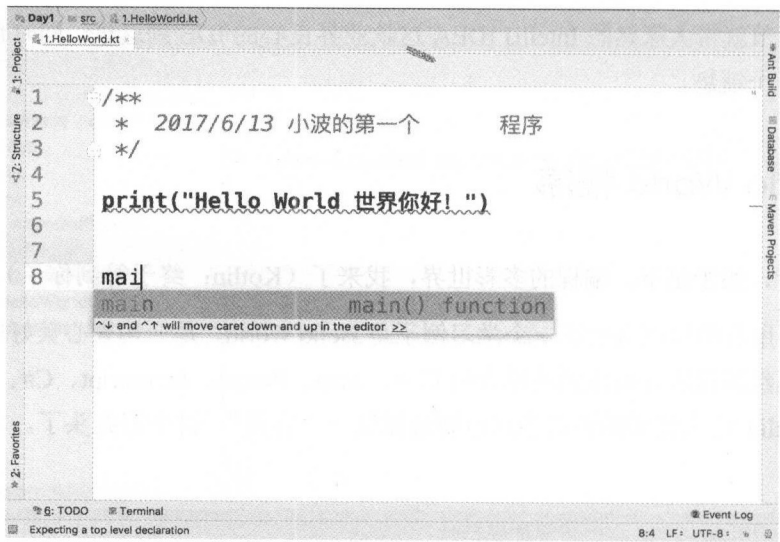 Day1 src 1.HelloWorld.kt
1.HelloWorld.kt
1: Project
2: Structure
2: Favorites
Ant Build
Database
Maven Projects
1 /**
2 * 2017/6/13 小波的第一个 程序
3 */
4
5 print("Hello World 世界你好! ")
6
7
8 mai
main main() function
^↓ and ^↑ will move caret down and up in the editor >>
6: TODO Terminal Event Log
Expecting a top level declaration 8:4 LF: UTF-8: